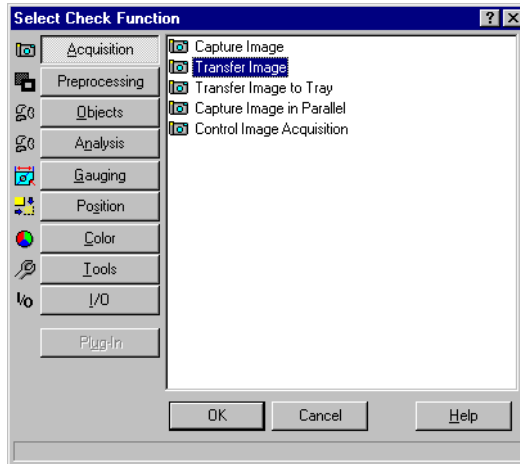 Select Check Function
Acquisition
Preprocessing
Objects
Analysis
Gauging
Position
Color
Tools
I/O
I/O
Plug-In
Capture Image
Transfer Image
Transfer Image to Tray
Capture Image in Parallel
Control Image Acquisition
OK
Cancel
Help